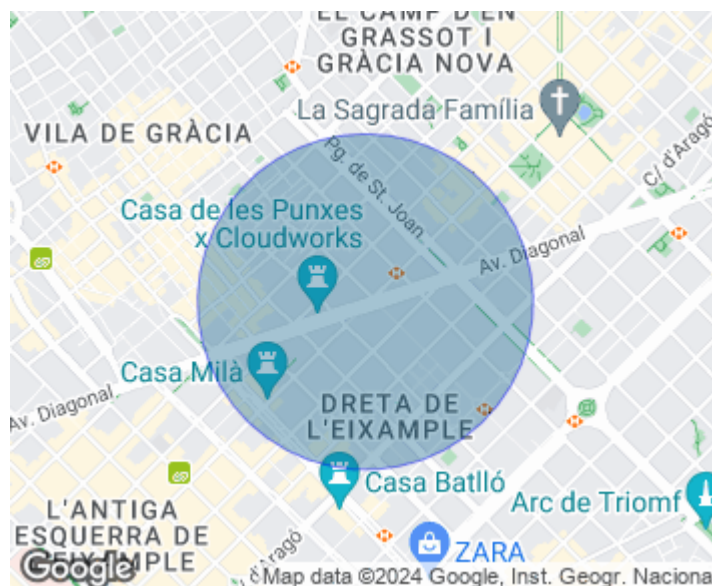 EL CAMP D'EN
GRASSOT I
GRÀCIA NOVA
La Sagrada Família
VILA DE GRÀCIA
C/ d'Aragó
Pg. de St. Joan
Casa de les Punxes
x Cloudworks
Av. Diagonal
Casa Milà
Av. Diagonal
DRETA DE
L'EIXAMPLE
Casa Batlló
Arc de Triomf
L'ANTIGA
ESQUERRA DE
L'EIXAMPLE
C/ d'Aragó
ZARA
Google
Map data ©2024 Google, Inst. Geogr. Naciona